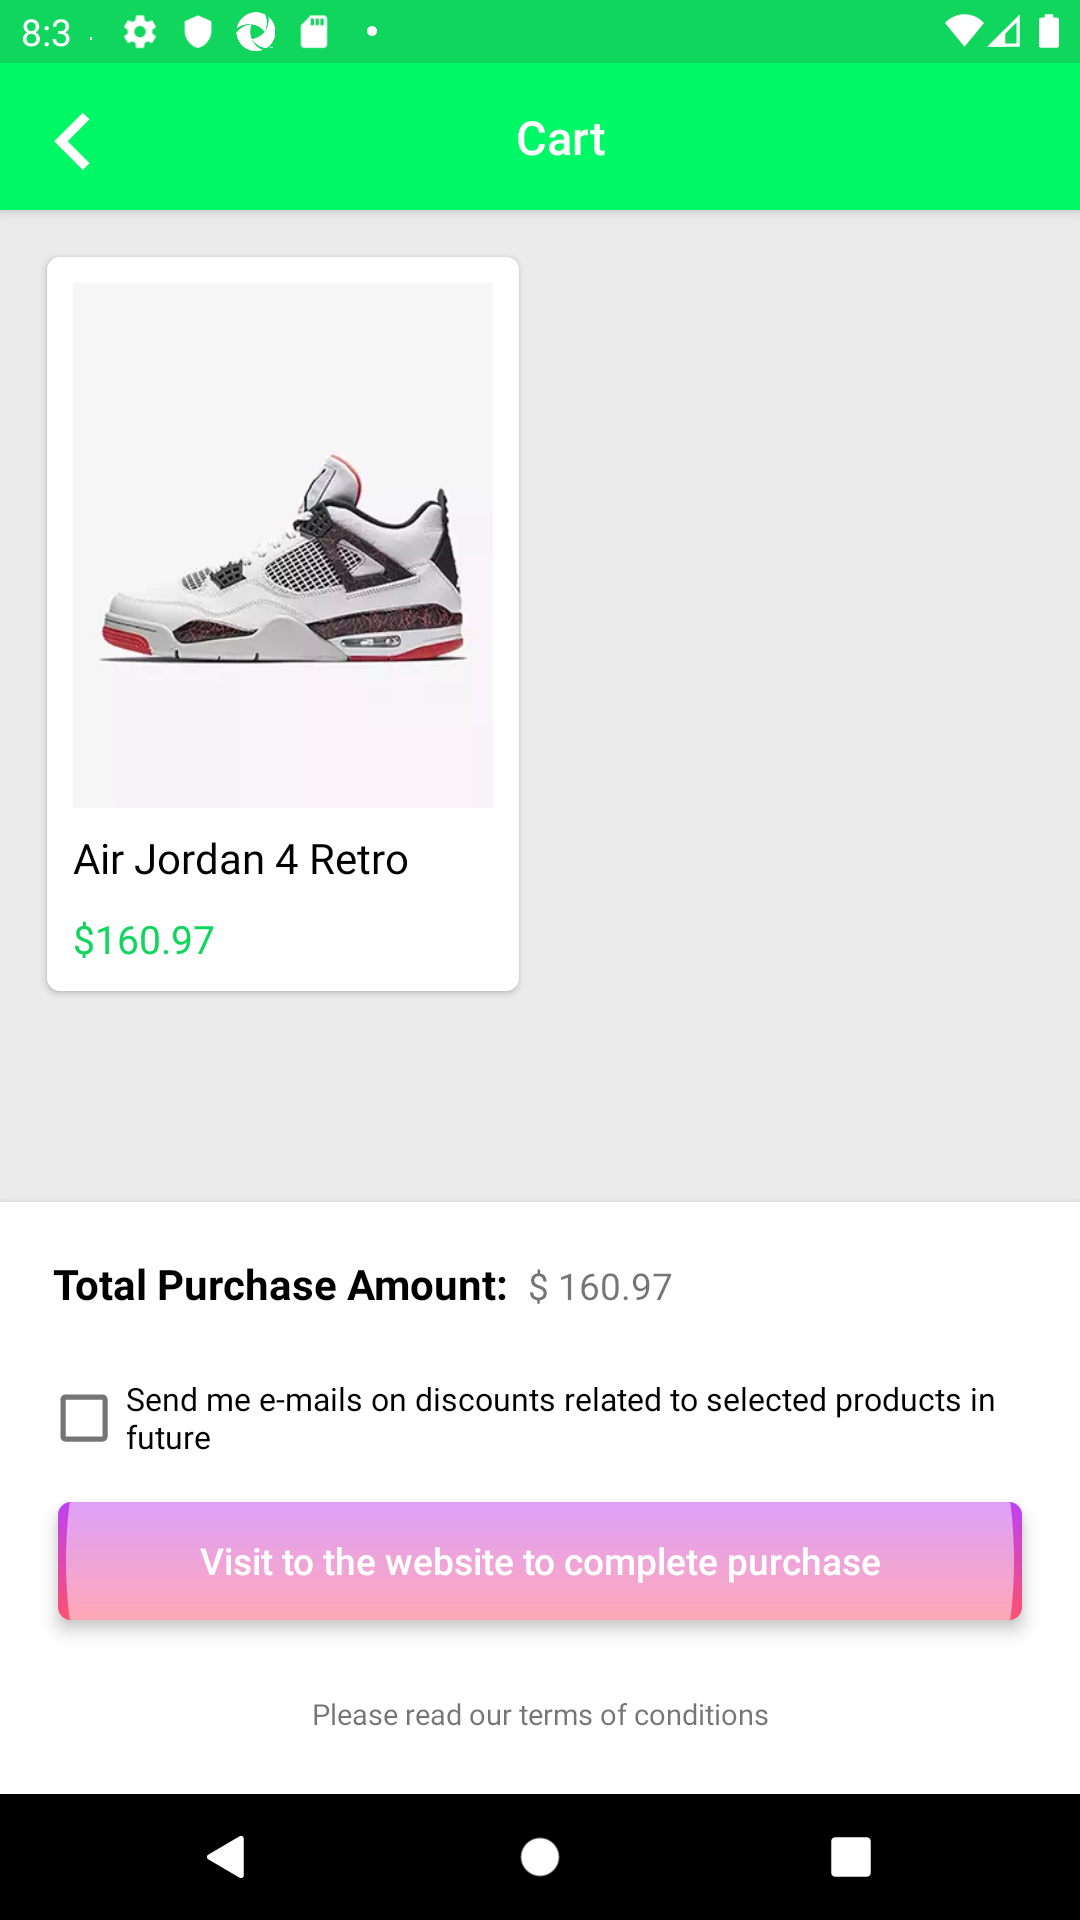 8:3
Cart
Air Jordan 4 Retro
$160.97
Total Purchase Amount: $ 160.97
Send me e-mails on discounts related to selected products in
future
Visit to the website to complete purchase
Please read our terms of conditions